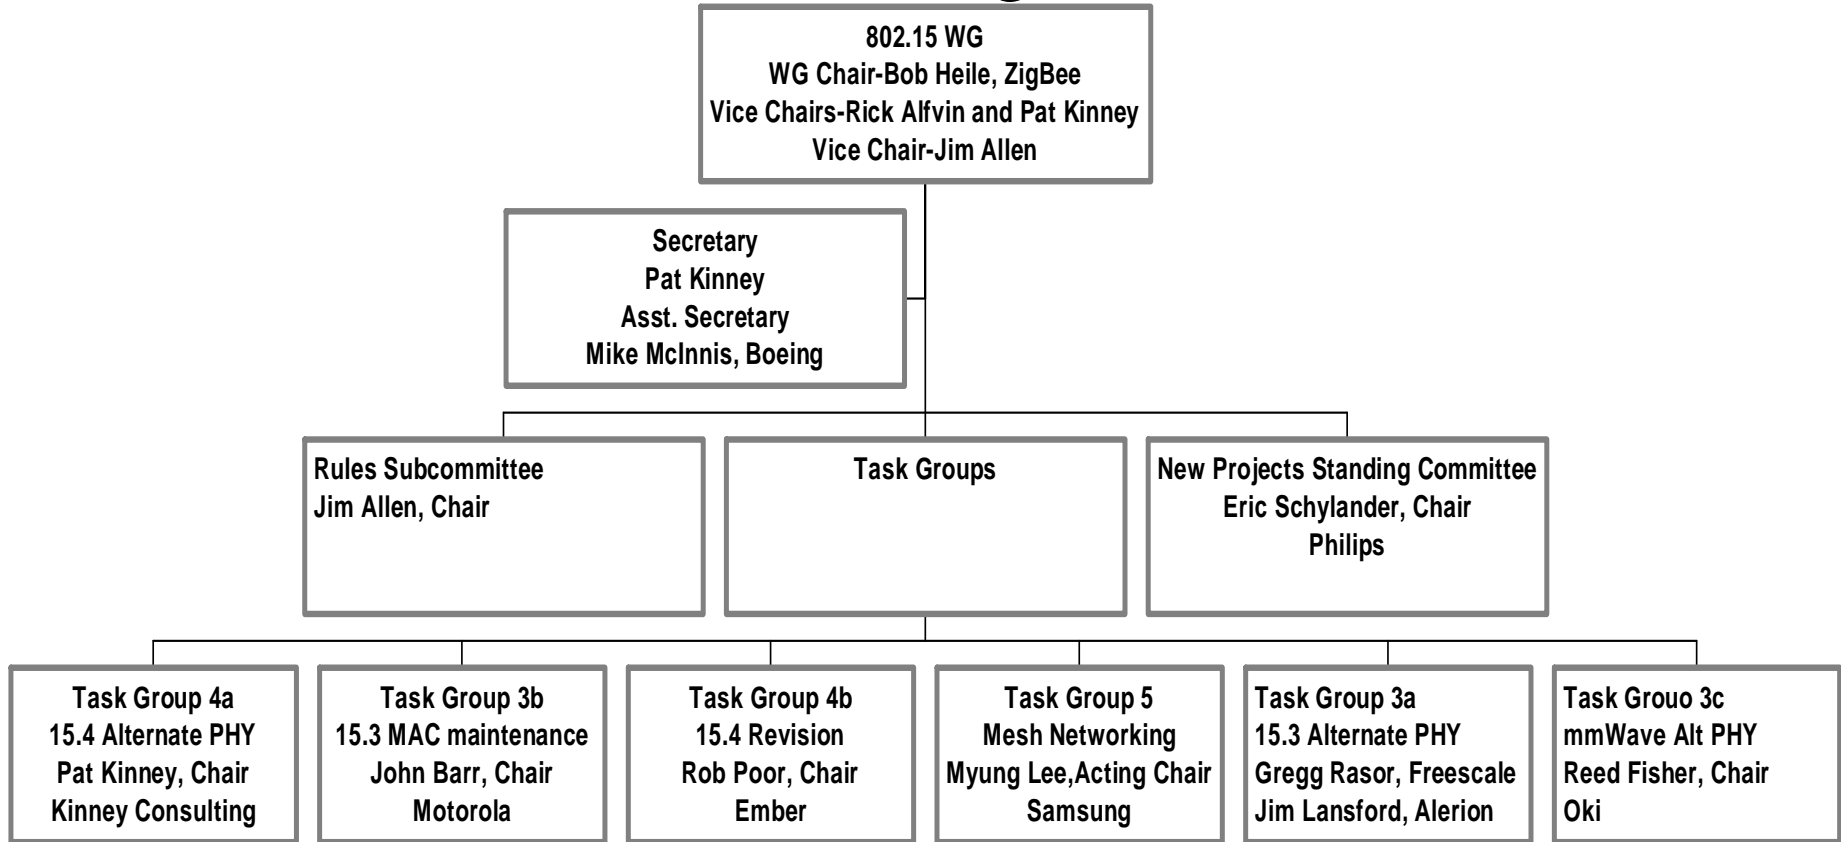 802.15 WG
WG Chair-Bob Heile, ZigBee
Vice Chairs-Rick Alfvin and Pat Kinney
Vice Chair-Jim Allen
Secretary
Pat Kinney
Asst. Secretary
Mike McInnis, Boeing
Rules Subcommittee
Jim Allen, Chair
Task Groups
New Projects Standing Committee
Eric Schylander, Chair
Philips
Task Group 4a
15.4 Alternate PHY
Pat Kinney, Chair
Kinney Consulting
Task Group 3b
15.3 MAC maintenance
John Barr, Chair
Motorola
Task Group 4b
15.4 Revision
Rob Poor, Chair
Ember
Task Group 5
Mesh Networking
Myung Lee,Acting Chair
Samsung
Task Group 3a
15.3 Alternate PHY
Gregg Rasor, Freescale
Jim Lansford, Alerion
Task Grouo 3c
mmWave Alt PHY
Reed Fisher, Chair
Oki